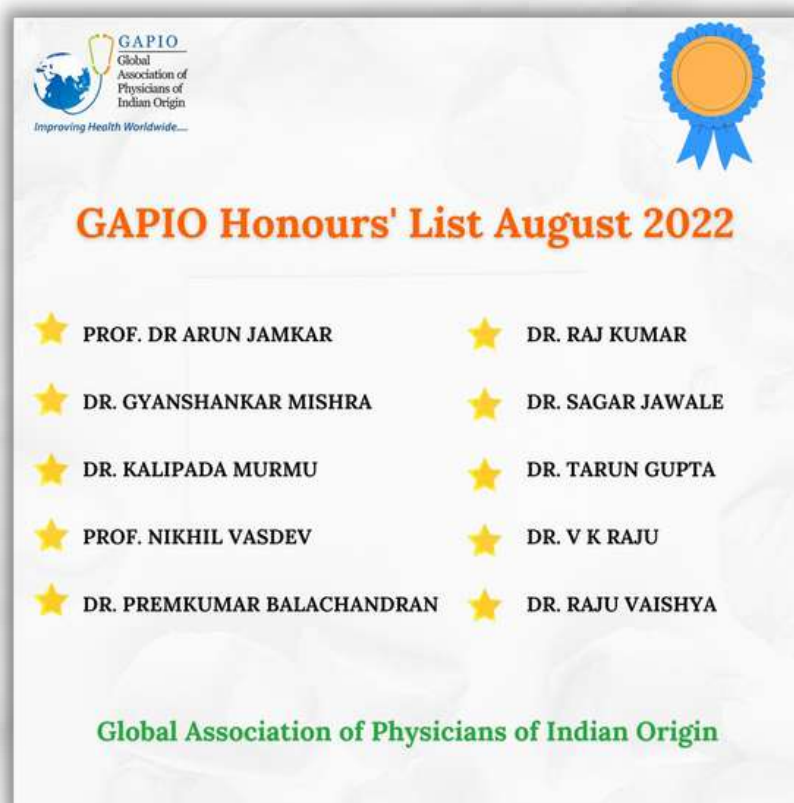 GAPIO
Global
Association of
Physicians of
Indian Origin
Improving Health Worldwide....
GAPIO Honours' List August 2022
PROF. DR ARUN JAMKAR
DR. GYANSHANKAR MISHRA
DR. KALIPADA MURMU
PROF. NIKHIL VASDEV
DR. PREMKUMAR BALACHANDRAN
DR. RAJ KUMAR
DR. SAGAR JAWALE
DR. TARUN GUPTA
DR. V K RAJU
DR. RAJU VAISHYA
Global Association of Physicians of Indian Origin